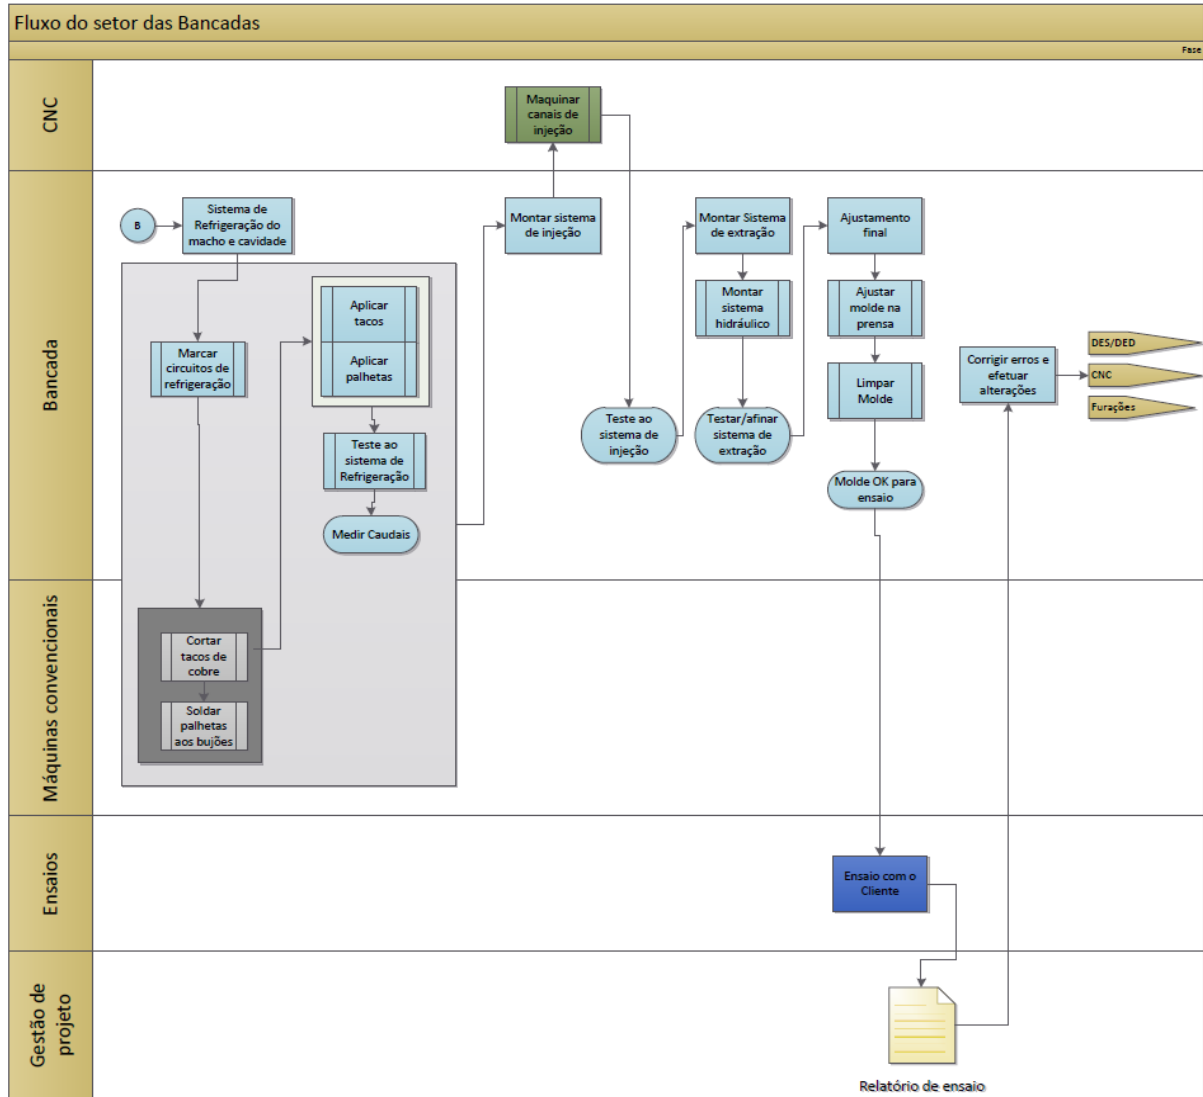 Fluxo do setor das Bancadas
Fase
CNC
Maquinar
canais de
injeção
Bancada
B
Sistema de
Refrigeração do
macho e cavidade
Montar sistema
de injeção
Montar Sistema
de extração
Ajustamento
final
Aplicar
tacos
Aplicar
palhetas
Montar
sistema
hidráulico
Ajustar
molde na
prensa
Marcar
circuitos de
refrigeração
Limpar
Molde
Corrigir erros e
efetuar
alterações
DES/DED
CNC
Furações
Teste ao
sistema de
Refrigeração
Teste ao
sistema de
injeção
Testar/afinar
sistema de
extração
Medir Caudais
Molde OK para
ensaio
Máquinas convencionais
Cortar
tacos de
cobre
Soldar
palhetas
aos bujões
Ensaios
Ensaio com o
Cliente
Gestão de
projeto
Relatório de ensaio